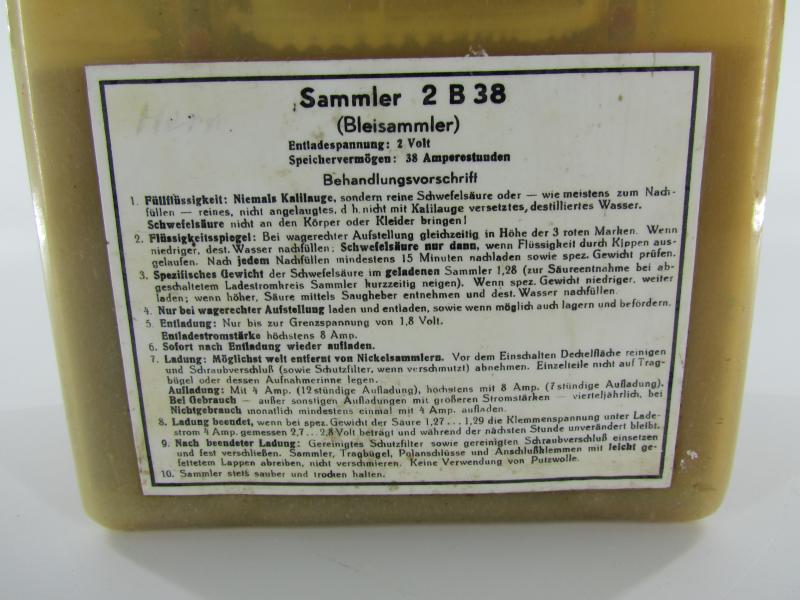 Sammler 2 B 38
(Bleisammler)
Entladespannung: 2 Volt
Speichervermögen: 38 Amperestunden
Behandlungsvorschrift
1. Füllflüssigkeit: Niemals Kalilauge, sondern reine Schwefelsäure oder — wie meistens zum Nach-
füllen — reines, nicht angelaugtes, d h. nicht mit Kalilauge versetztes, destilliertes Wasser.
Schwefelsäure nicht an den Körper oder Kleider bringen!
2. Flüssigkeitsspiegel: Bei wagerechter Aufstellung gleichzeitig in Höhe der 3 roten Marken. Wenn
niedriger, dest. Wasser nachfüllen; Schwefelsäure nur dann, wenn Flüssigkeit durch Kippen aus-
gelaufen. Nach jedem Nachfüllen mindestens 15 Minuten nachladen sowie spez. Gewicht prüfen.
3. Spezifisches Gewicht der Schwefelsäure im geladenen Sammler 1,28 (zur Säureentnahme bei ab-
geschaltetem Ladestromkreis Sammler kurzzeitig neigen). Wenn spez. Gewicht niedriger, weiter
laden; wenn höher, Säure mittels Saugheber entnehmen und dest. Wasser nachfüllen.
4. Nur bei wagerechter Aufstellung laden und entladen, sowie wenn möglich auch lagern und befördern.
5. Entladung: Nur bis zur Grenzspannung von 1,8 Volt.
Entladestromstärke höchstens 8 Amp.
6. Sofort nach Entladung wieder aufladen.
7. Ladung: Möglichst weit entfernt von Nickelsammlern. Vor dem Einschalten Deckelfläche reinigen
und Schraubverschluß (sowie Schutzfilter, wenn verschmutzt) abnehmen. Einzelteile nicht auf Trag-
bügel oder dessen Aufnahmerinne legen.
Aufladung: Mit 4 Amp. (12 stündige Aufladung), höchstens mit 8 Amp. (7 stündige Aufladung).
Bei Gebrauch — außer sonstigen Aufladungen mit größeren Stromstärken — vierteljährlich, bei
Nichtgebrauch monatlich mindestens einmal mit 4 Amp. aufladen.
8. Ladung beendet, wenn bei spez. Gewicht der Säure 1,27 ... 1,29 die Klemmenspannung unter Lade-
strom 4 Amp. gemessen 2,7 ... 2,8 Volt beträgt und während der nächsten Stunde unverändert bleibt.
9. Nach beendeter Ladung: Gereinigtes Schutzfilter sowie gereinigten Schraubverschluß einsetzen
und fest verschließen. Sammler, Tragbügel, Polanschlüsse und Anschlußklemmen mit leicht ge-
fettetem Lappen abreiben, nicht verschmieren. Keine Verwendung von Putzwolle.
10. Sammler stets sauber und trocken halten.